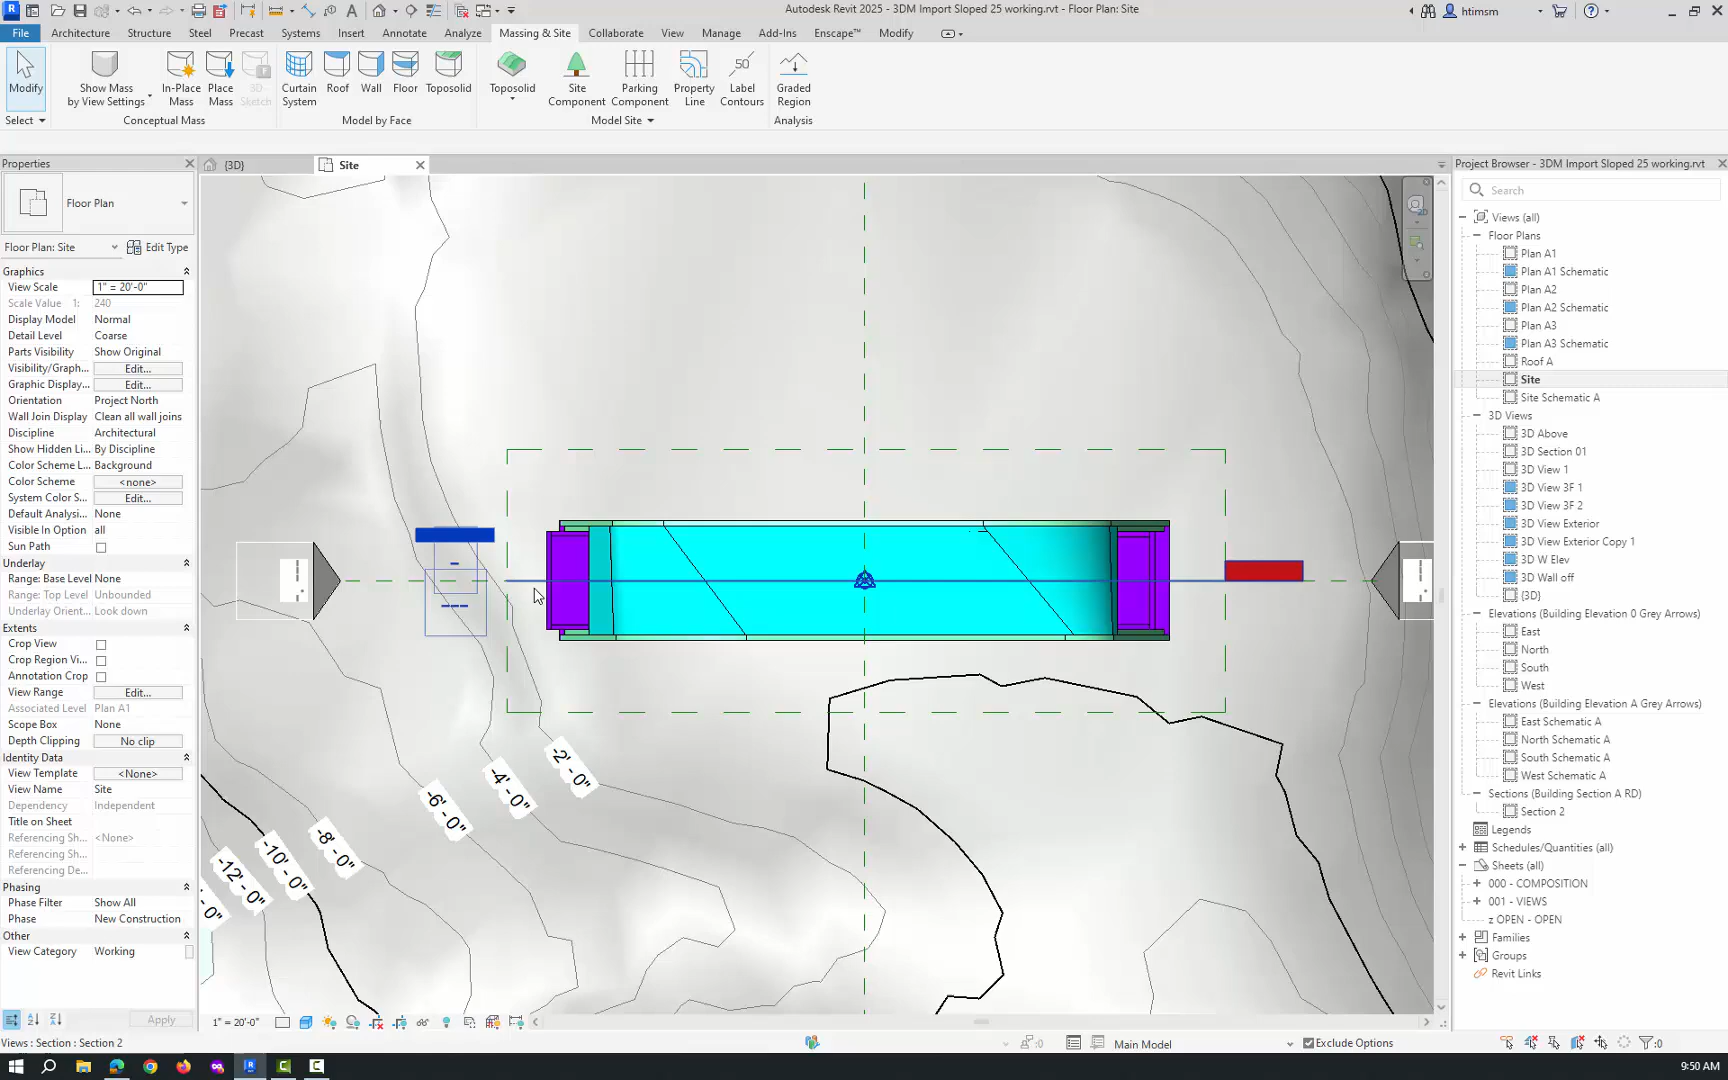 Autodesk Revit 2025 - 3DM Import Sloped 25 working.rvt - Floor Plan: Site
htimsm
File Architecture Structure Steel Precast Systems Insert Annotate Analyze Massing & Site Collaborate View Manage Add-Ins Enscape™ Modify
Modify
Show Mass by View Settings
In-Place Mass
Place Mass
3D Sketch
Curtain System
Roof
Wall
Floor
Toposolid
Toposolid
Site Component
Parking Component
Property Line
50
Label Contours
Graded Region
Select Conceptual Mass Model by Face Model Site Analysis
Properties
{3D}
Site
Project Browser - 3DM Import Sloped 25 working.rvt
Floor Plan
Floor Plan: Site Edit Type
Graphics
View Scale 1" = 20'-0"
Scale Value 1: 240
Display Model Normal
Detail Level Coarse
Parts Visibility Show Original
Visibility/Graph... Edit...
Graphic Display... Edit...
Orientation Project North
Wall Join Display Clean all wall joins
Discipline Architectural
Show Hidden Li... By Discipline
Color Scheme L... Background
Color Scheme <none>
System Color S... Edit...
Default Analysi... None
Visible In Option all
Sun Path
Underlay
Range: Base Level None
Range: Top Level Unbounded
Underlay Orient... Look down
Extents
Crop View
Crop Region Vi...
Annotation Crop
View Range Edit...
Associated Level Plan A1
Scope Box None
Depth Clipping No clip
Identity Data
View Template <None>
View Name Site
Dependency Independent
Title on Sheet
Referencing Sh... <None>
Referencing Sh...
Referencing De...
Phasing
Phase Filter Show All
Phase New Construction
Other
View Category Working
Apply
-2' - 0"
-4' - 0"
-6' - 0"
-8' - 0"
-10' - 0"
-12' - 0"
Search
Views (all)
Floor Plans
Plan A1
Plan A1 Schematic
Plan A2
Plan A2 Schematic
Plan A3
Plan A3 Schematic
Roof A
Site
Site Schematic A
3D Views
3D Above
3D Section 01
3D View 1
3D View 3F 1
3D View 3F 2
3D View Exterior
3D View Exterior Copy 1
3D W Elev
3D Wall off
{3D}
Elevations (Building Elevation 0 Grey Arrows)
East
North
South
West
Elevations (Building Elevation A Grey Arrows)
East Schematic A
North Schematic A
South Schematic A
West Schematic A
Sections (Building Section A RD)
Section 2
Legends
Schedules/Quantities (all)
Sheets (all)
000 - COMPOSITION
001 - VIEWS
z OPEN - OPEN
Families
Groups
Revit Links
1" = 20'-0"
Views : Section : Section 2
:0
Main Model
Exclude Options
:0
9:50 AM